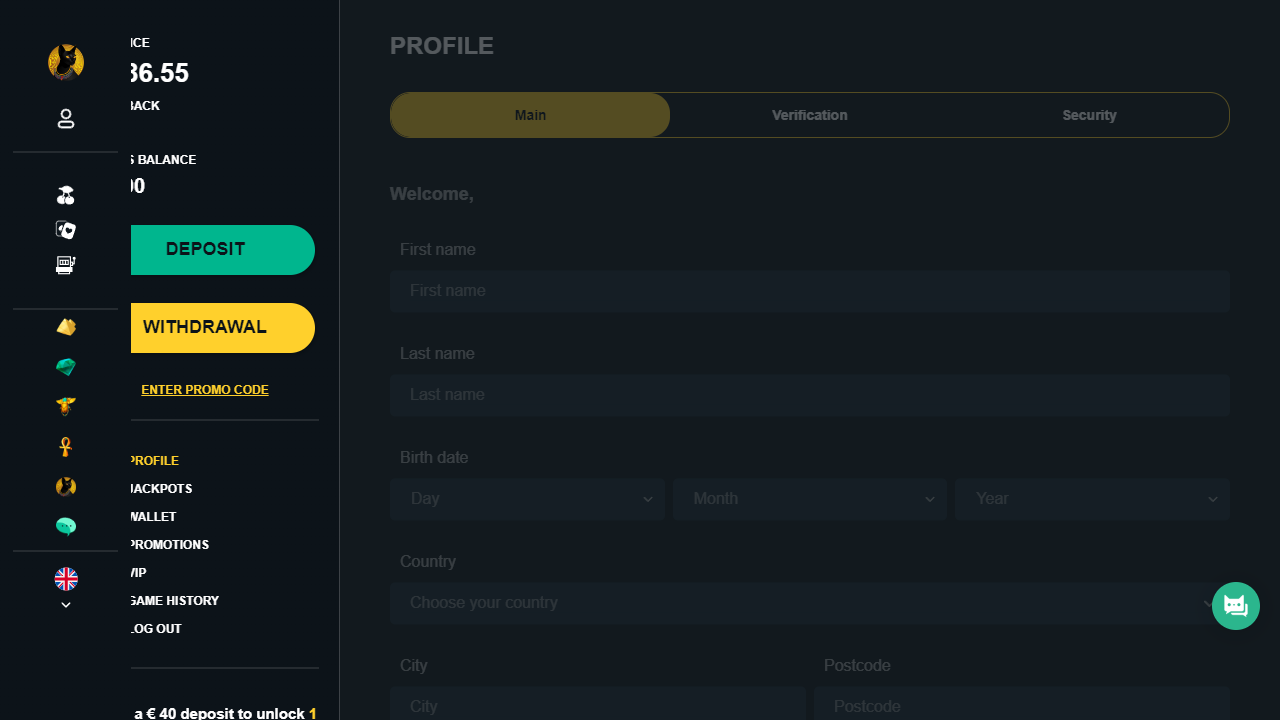 36.55
S BALANCE
00
DEPOSIT
WITHDRAWAL
ENTER PROMO CODE
PROFILE
JACKPOTS
WALLET
PROMOTIONS
VIP
GAME HISTORY
LOG OUT
a € 40 deposit to unlock 1
PROFILE
Main
Verification
Security
Welcome,
First name
First name
Last name
Last name
Birth date
Day
Month
Year
Country
Choose your country
City
Postcode
City
Postcode